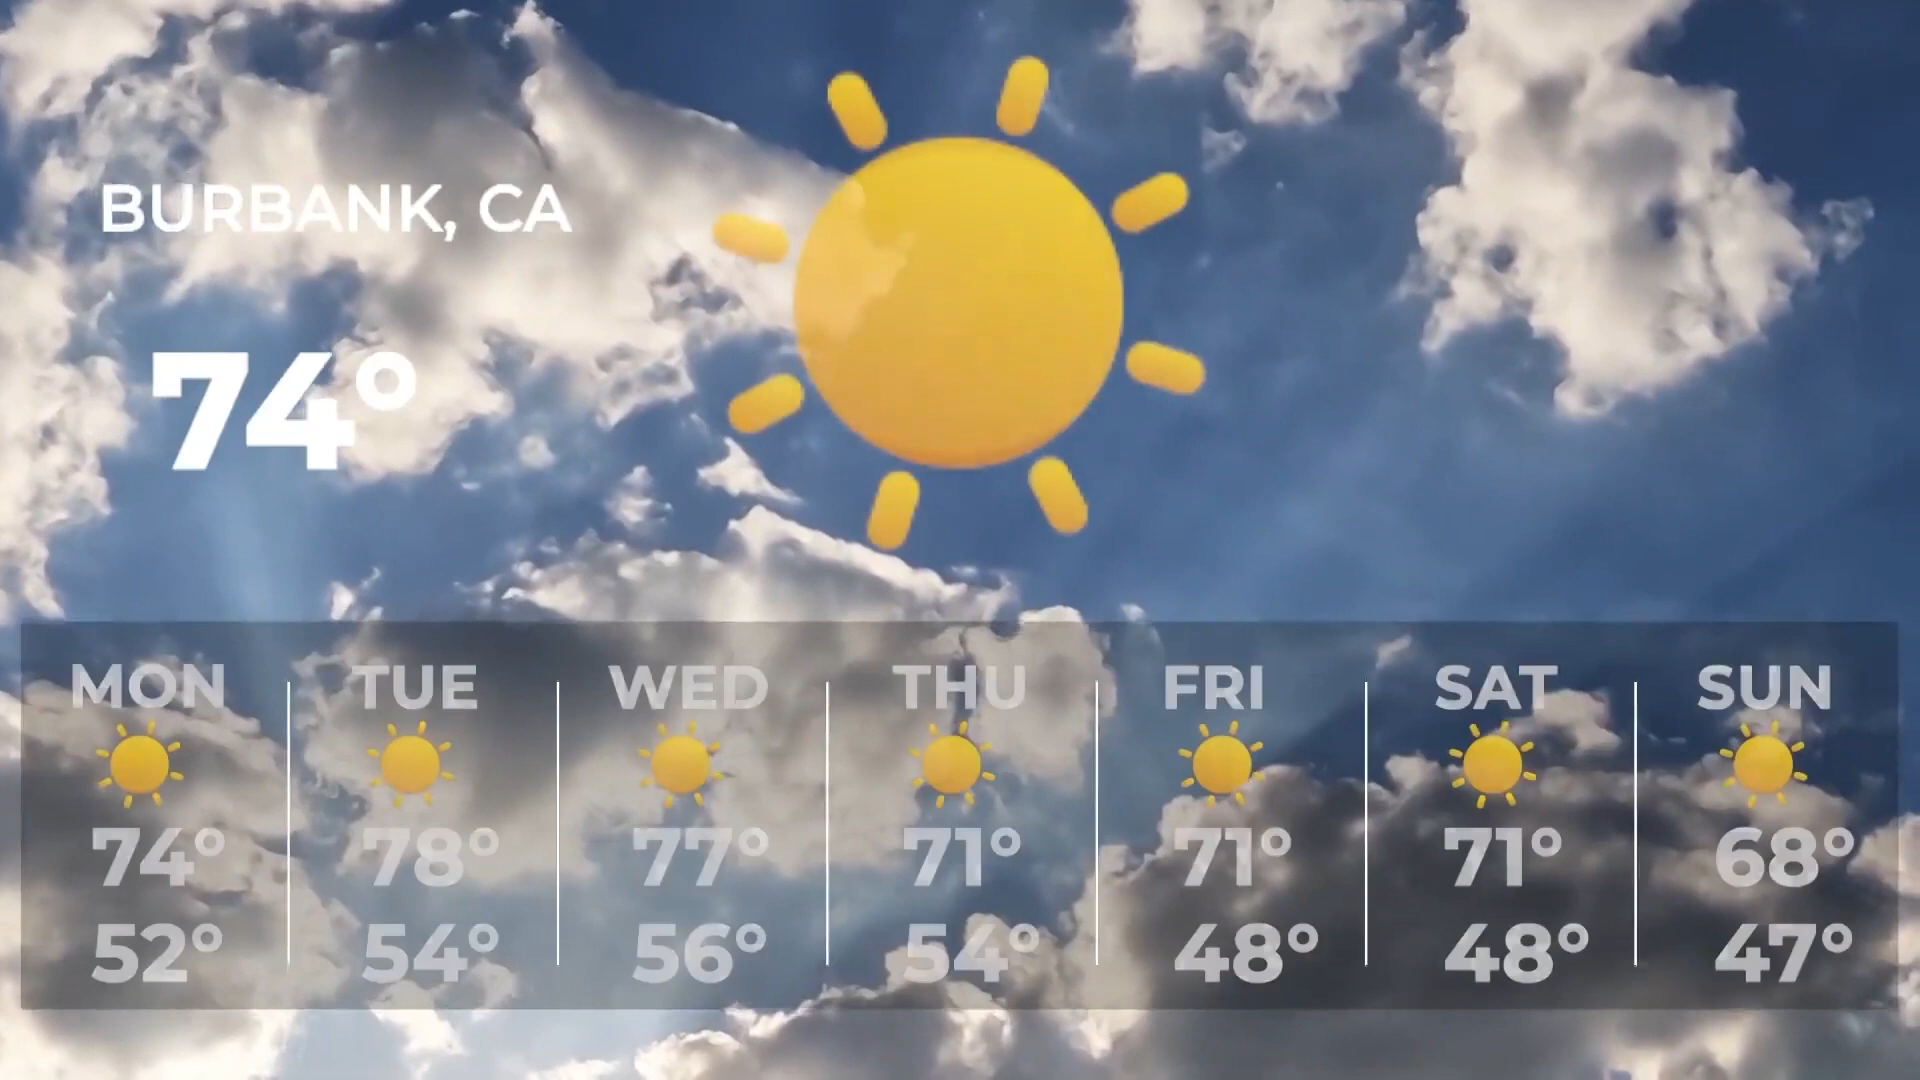 BURBANK, CA
74°
MON TUE WED THU FRI SAT SUN
74° 78° 77° 71° 71° 71° 68°
52° 54° 56° 54° 48° 48° 47°